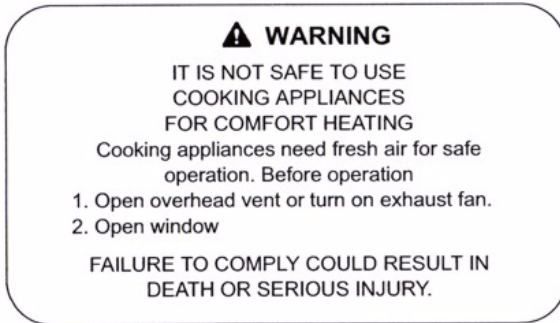 WARNING
IT IS NOT SAFE TO USE
COOKING APPLIANCES
FOR COMFORT HEATING
Cooking appliances need fresh air for safe
operation. Before operation
1. Open overhead vent or turn on exhaust fan.
2. Open window
FAILURE TO COMPLY COULD RESULT IN
DEATH OR SERIOUS INJURY.